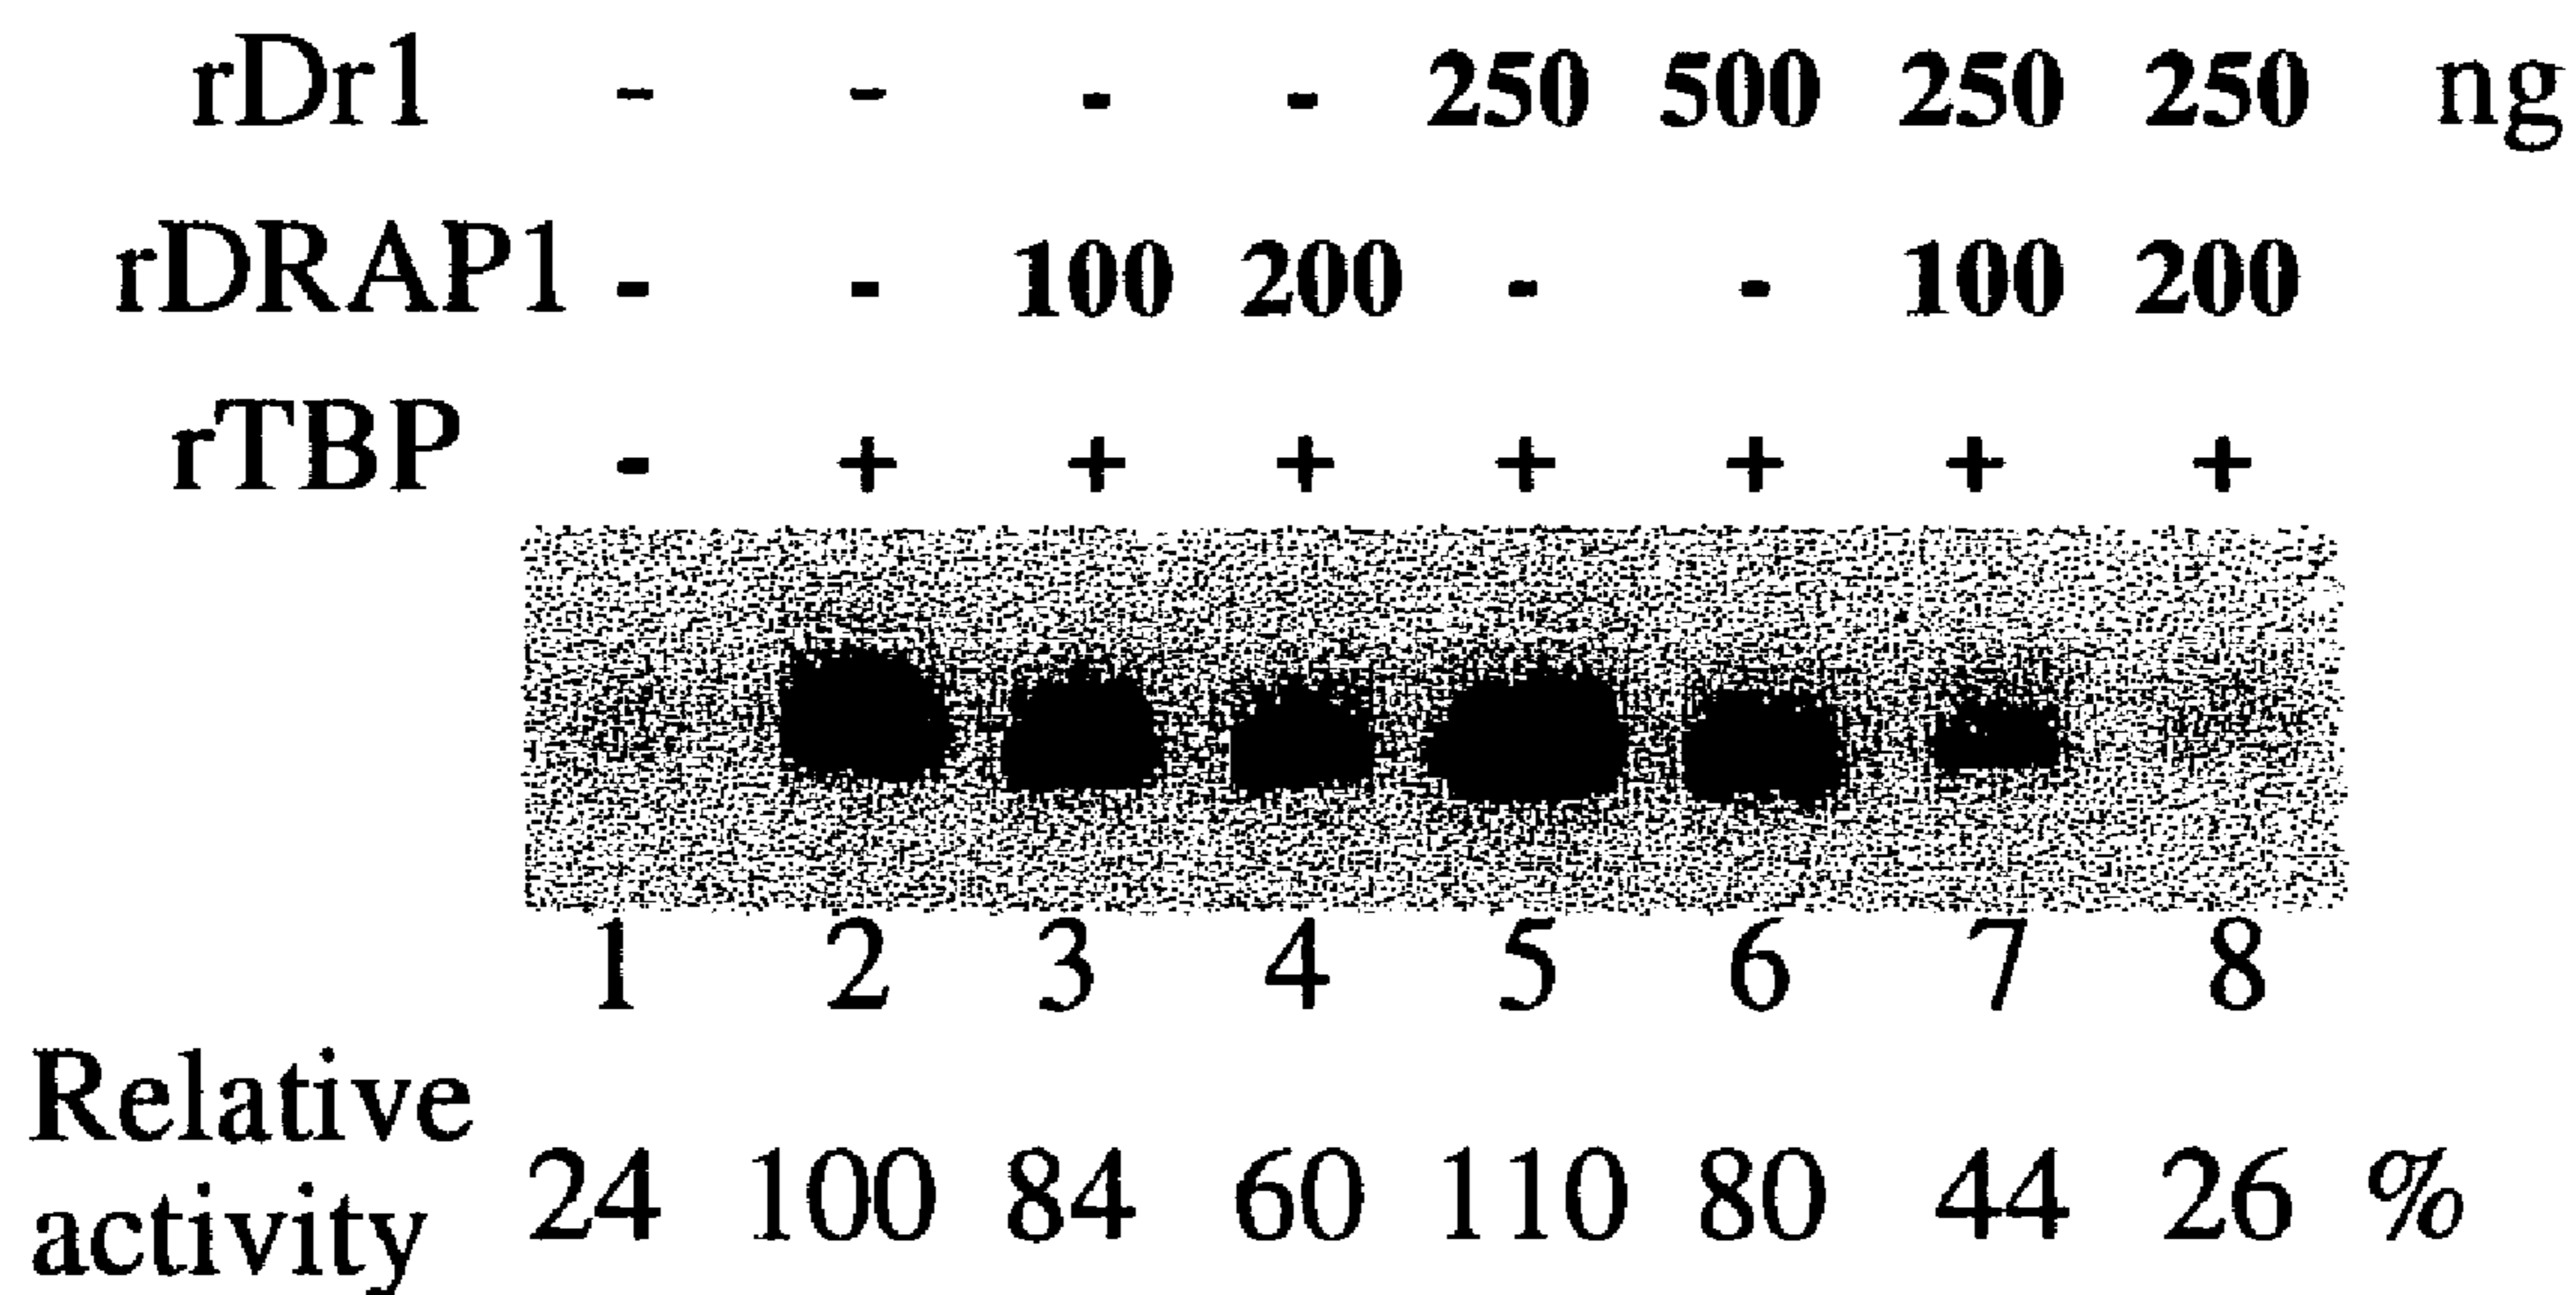 rDr1 - - - - 250 500 250 250 ng
rDRAP1 - - 100 200 - - 100 200
rTBP - + + + + + + +
1 2 3 4 5 6 7 8
Relative
activity 24 100 84 60 110 80 44 26 %